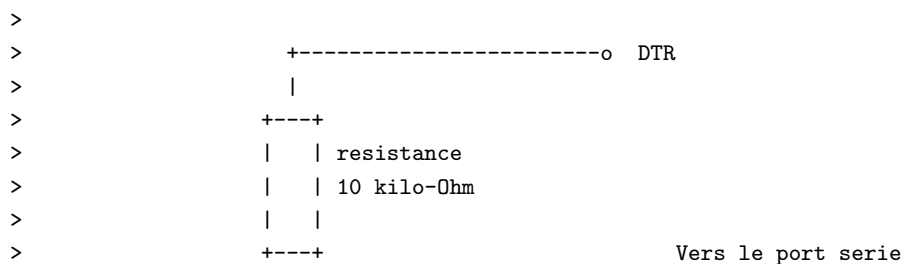 >
>                      +------------------------o  DTR
>                      |
>                    +---+
>                    |   | resistance
>                    |   | 10 kilo-Ohm
>                    |   |
>                    +---+                            Vers le port serie